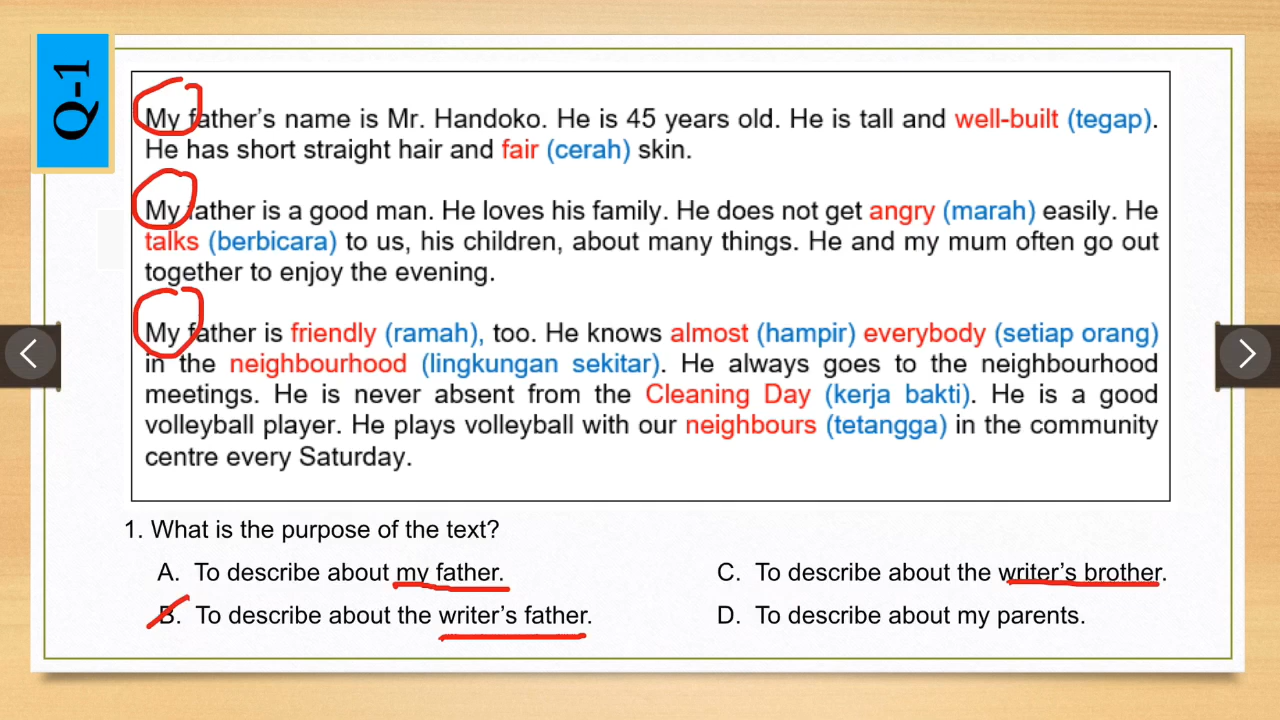 Q-1
My father's name is Mr. Handoko. He is 45 years old. He is tall and well-built (tegap).
He has short straight hair and fair (cerah) skin.
My father is a good man. He loves his family. He does not get angry (marah) easily. He
talks (berbicara) to us, his children, about many things. He and my mum often go out
together to enjoy the evening.
My father is friendly (ramah), too. He knows almost (hampir) everybody (setiap orang)
in the neighbourhood (lingkungan sekitar). He always goes to the neighbourhood
meetings. He is never absent from the Cleaning Day (kerja bakti). He is a good
volleyball player. He plays volleyball with our neighbours (tetangga) in the community
centre every Saturday.
1. What is the purpose of the text?
A. To describe about my father.
B. To describe about the writer's father.
C. To describe about the writer's brother.
D. To describe about my parents.